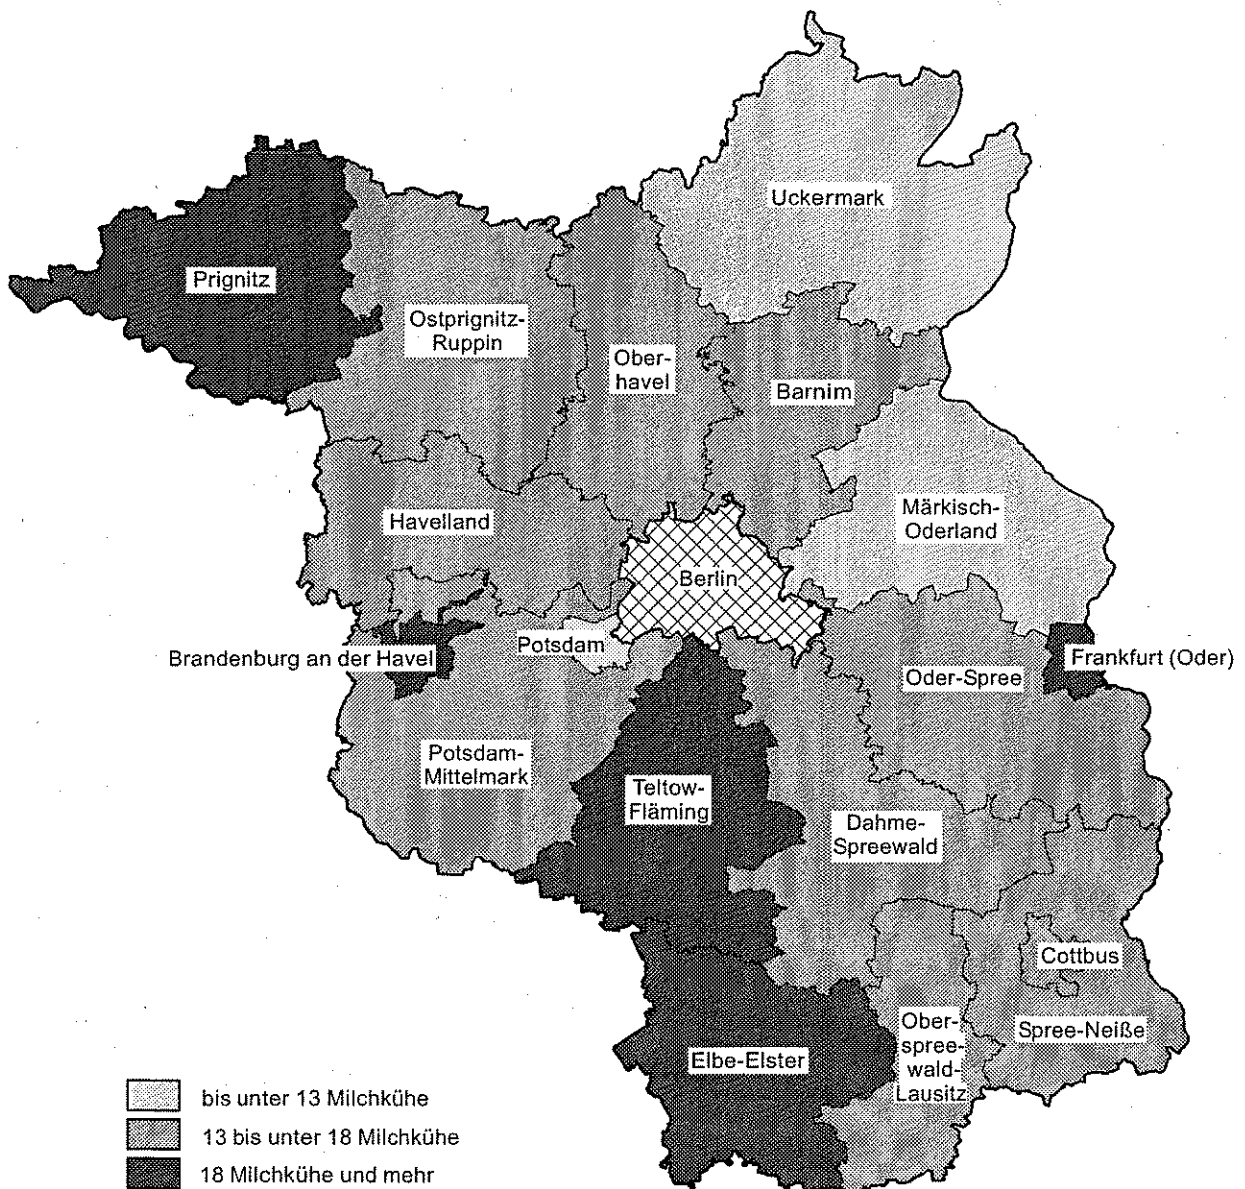 Uckermark
Prignitz
Ostprignitz-
Ruppin
Ober-
havel
Barnim
Havelland
Märkisch-
Oderland
Berlin
Potsdam
Brandenburg an der Havel
Frankfurt (Oder)
Oder-Spree
Potsdam-
Mittelmark
Teltow-
Fläming
Dahme-
Spreewald
Cottbus
Spree-Neiße
Ober-
spree-
wald-
Lausitz
Elbe-Elster
bis unter 13 Milchkühe
13 bis unter 18 Milchkühe
18 Milchkühe und mehr